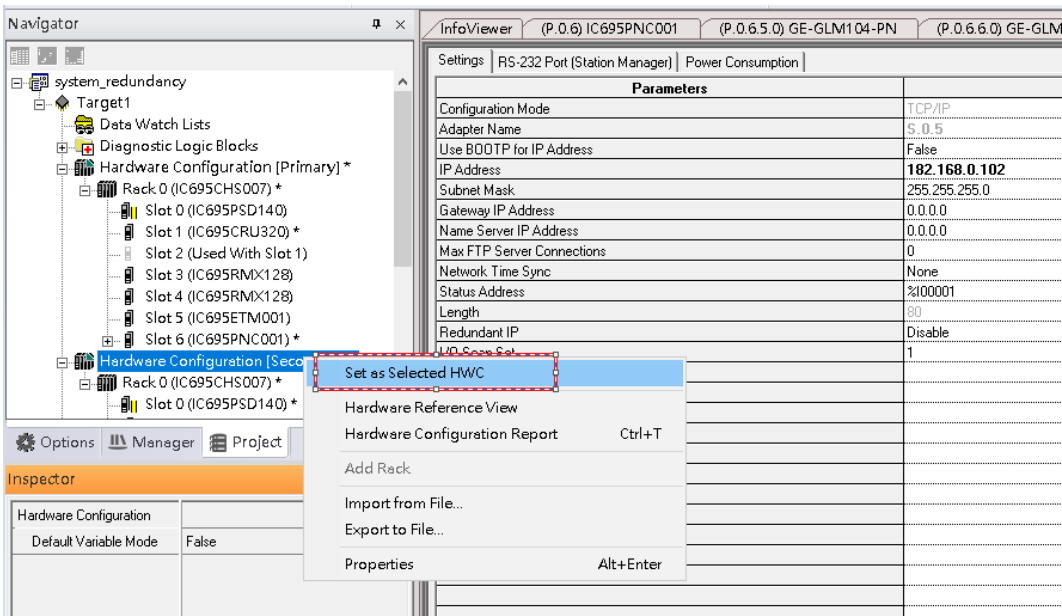 Navigator
InfoViewer
(P.0.6) IC695PNC001
(P.0.6.5.0) GE-GLM104-PN
(P.0.6.6.0) GE-GLM
Settings
RS-232 Port (Station Manager)
Power Consumption
system_redundancy
Target1
Data Watch Lists
Diagnostic Logic Blocks
Hardware Configuration [Primary] *
Rack 0 (IC695CHS007) *
Slot 0 (IC695PSD140)
Slot 1 (IC695CRU320) *
Slot 2 (Used With Slot 1)
Slot 3 (IC695RMX128)
Slot 4 (IC695RMX128)
Slot 5 (IC695ETM001)
Slot 6 (IC695PNC001) *
Hardware Configuration [Seco
Rack 0 (IC695CHS007) *
Slot 0 (IC695PSD140) *
Options
Manager
Project
Parameters
Configuration Mode TCP/IP
Adapter Name S.0.5
Use BOOTP for IP Address False
IP Address 182.168.0.102
Subnet Mask 255.255.255.0
Gateway IP Address 0.0.0.0
Name Server IP Address 0.0.0.0
Max FTP Server Connections 0
Network Time Sync None
Status Address %I00001
Length 80
Redundant IP Disable
I/O Scan Set 1
Set as Selected HWC
Hardware Reference View
Hardware Configuration Report Ctrl+T
Add Rack
Import from File...
Export to File...
Properties Alt+Enter
Inspector
Hardware Configuration
Default Variable Mode False